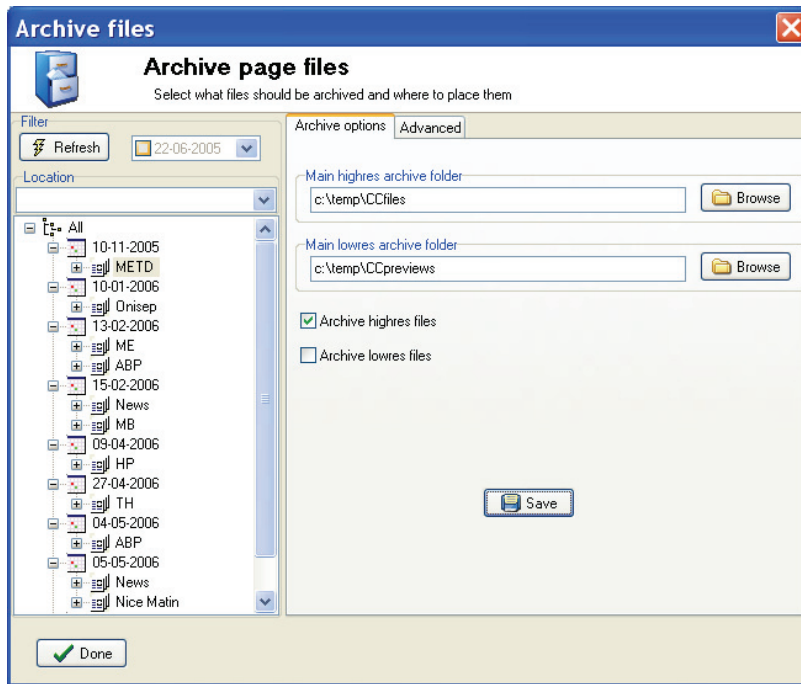 Archive files
Archive page files
Select what files should be archived and where to place them
Filter
Refresh
22-06-2005
Location
All
10-11-2005
METD
10-01-2006
Onisep
13-02-2006
ME
ABP
15-02-2006
News
MB
09-04-2006
HP
27-04-2006
TH
04-05-2006
ABP
05-05-2006
News
Nice Matin
Archive options Advanced
Main highres archive folder
c:\temp\CCfiles Browse
Main lowres archive folder
c:\temp\CCpreviews Browse
Archive highres files
Archive lowres files
Save
Done